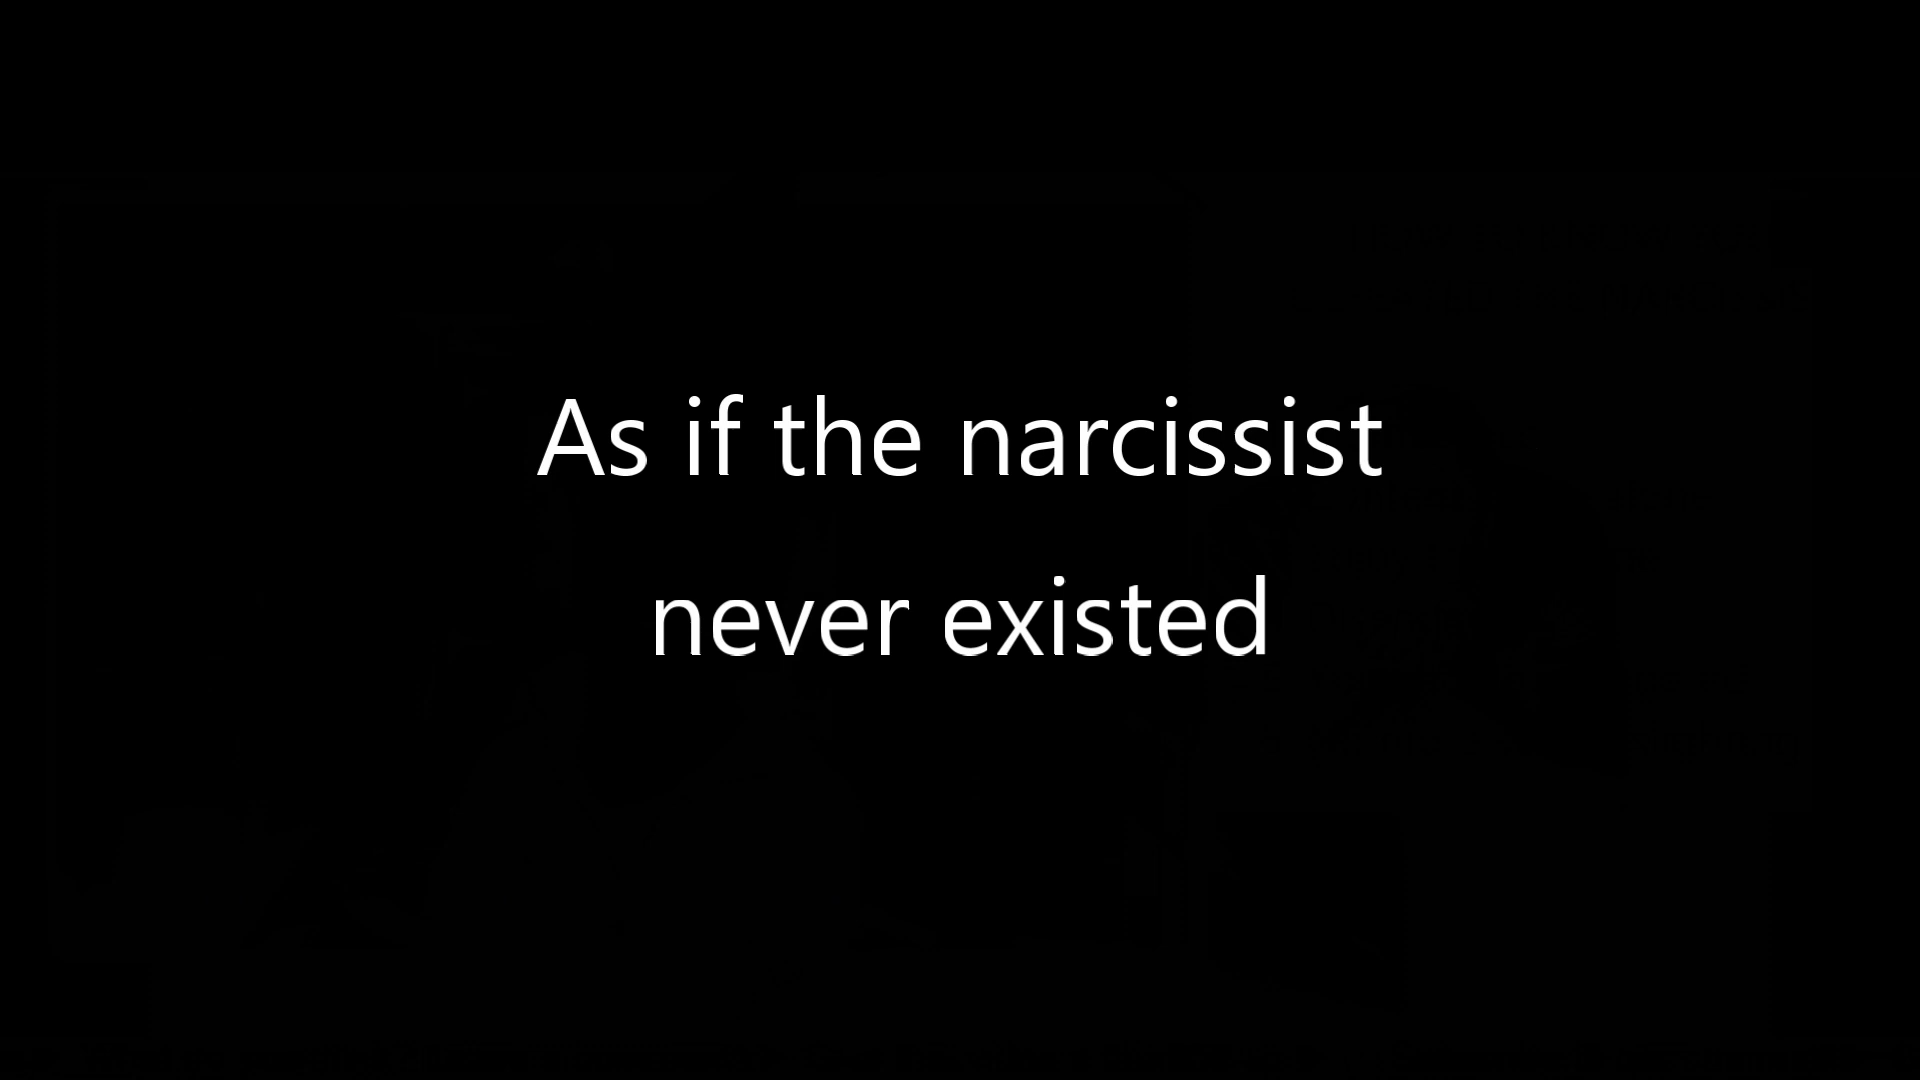 As if the narcissist
never existed